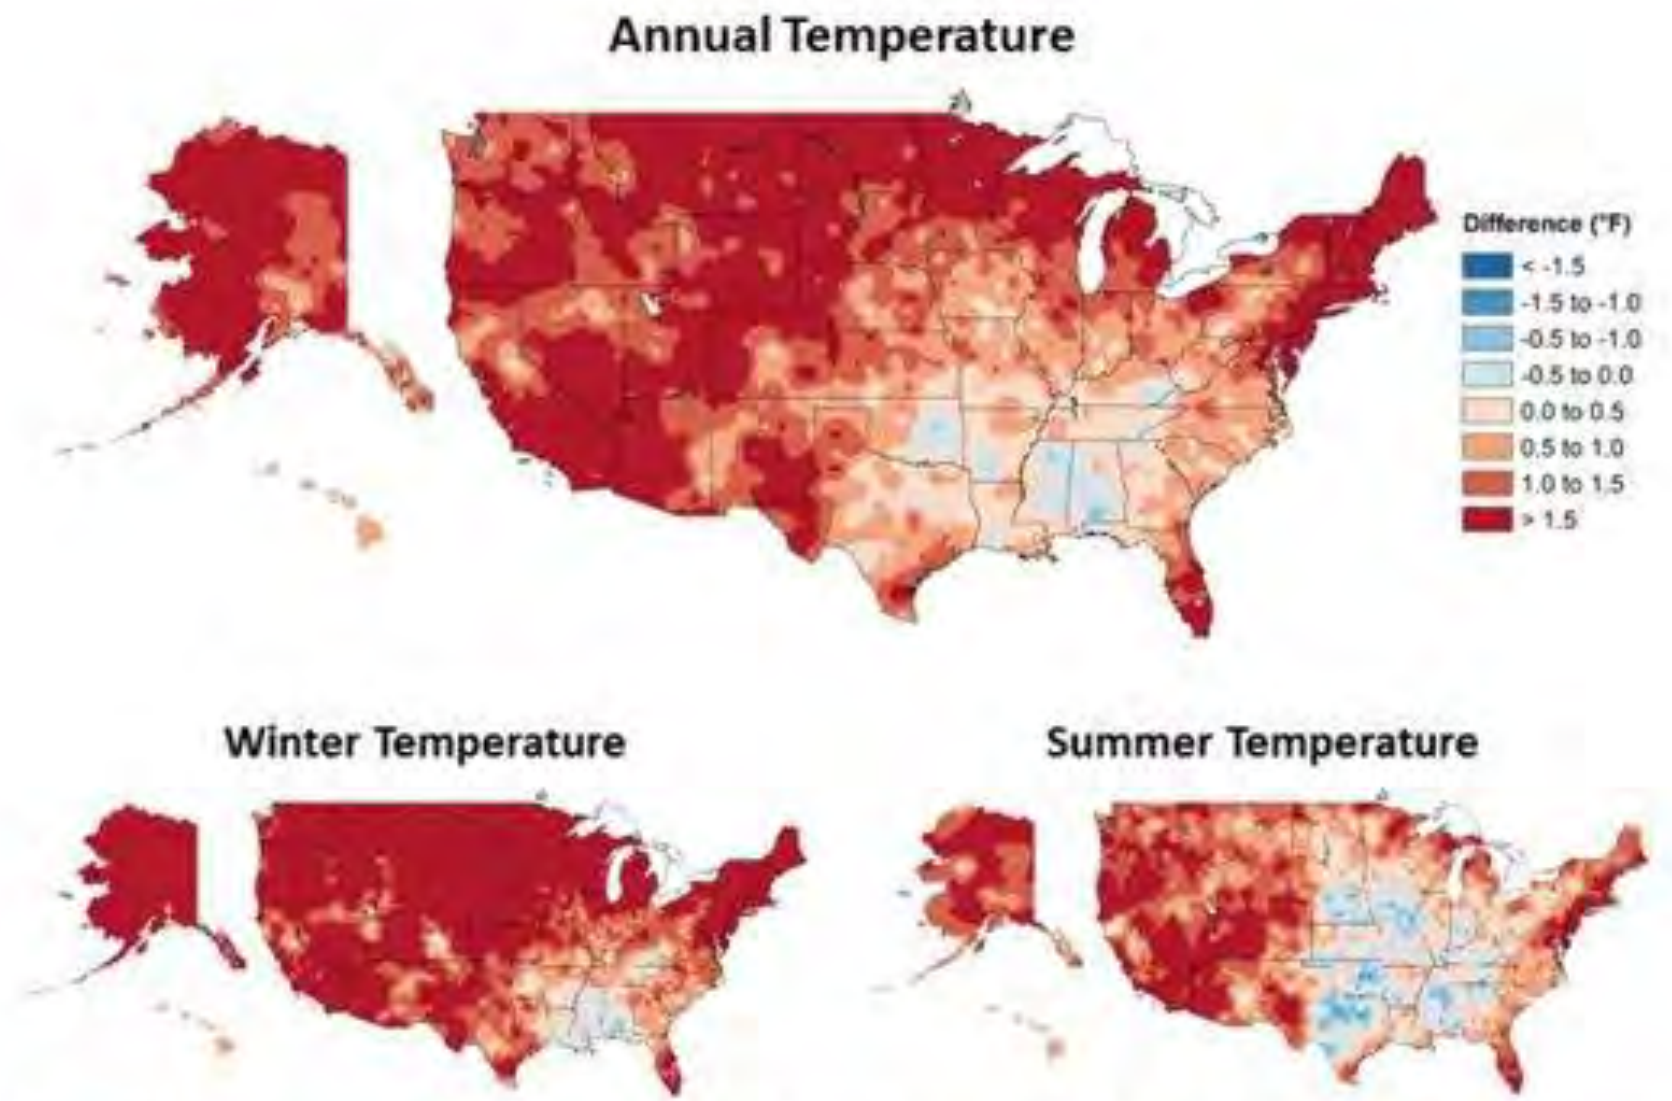 Annual Temperature
Difference (°F)
< -1.5
-1.5 to -1.0
-0.5 to -1.0
-0.5 to 0.0
0.0 to 0.5
0.5 to 1.0
1.0 to 1.5
> 1.5
Winter Temperature
Summer Temperature